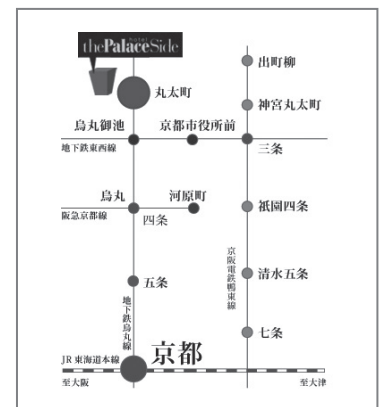 hotel
the Palace Side
出町柳
丸太町
神宮丸太町
烏丸御池
京都市役所前
地下鉄東西線
三条
烏丸
河原町
阪急京都線
四条
祇園四条
京阪電鉄鴨東線
清水五条
五条
地下鉄烏丸線
七条
JR東海道本線
京都
至大阪
至大津